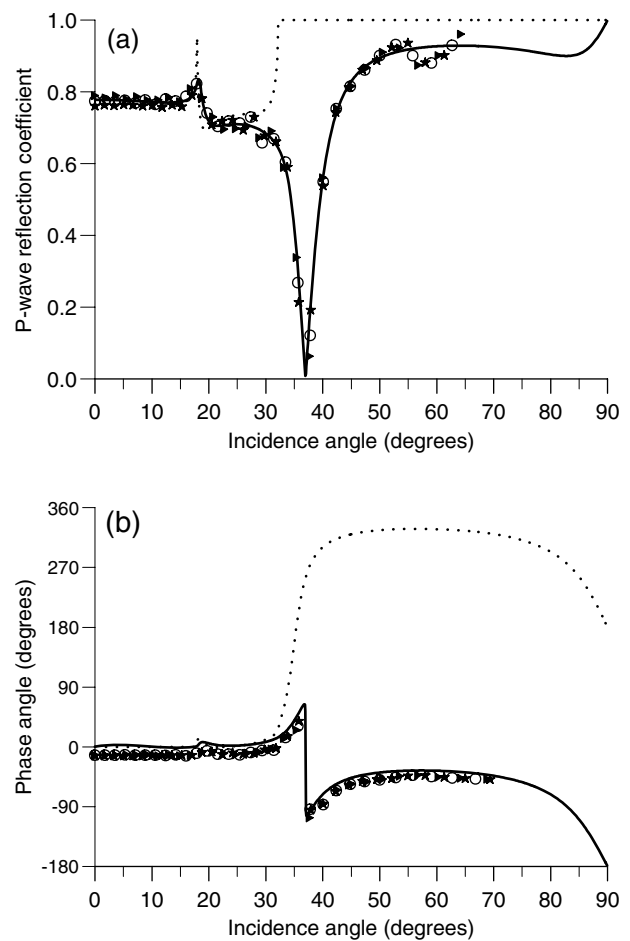 (a)
P-wave reflection coefficient
1.0
0.8
0.6
0.4
0.2
0.0
0 10 20 30 40 50 60 70 80 90
Incidence angle (degrees)
(b)
Phase angle (degrees)
360
270
180
90
0
-90
-180
0 10 20 30 40 50 60 70 80 90
Incidence angle (degrees)